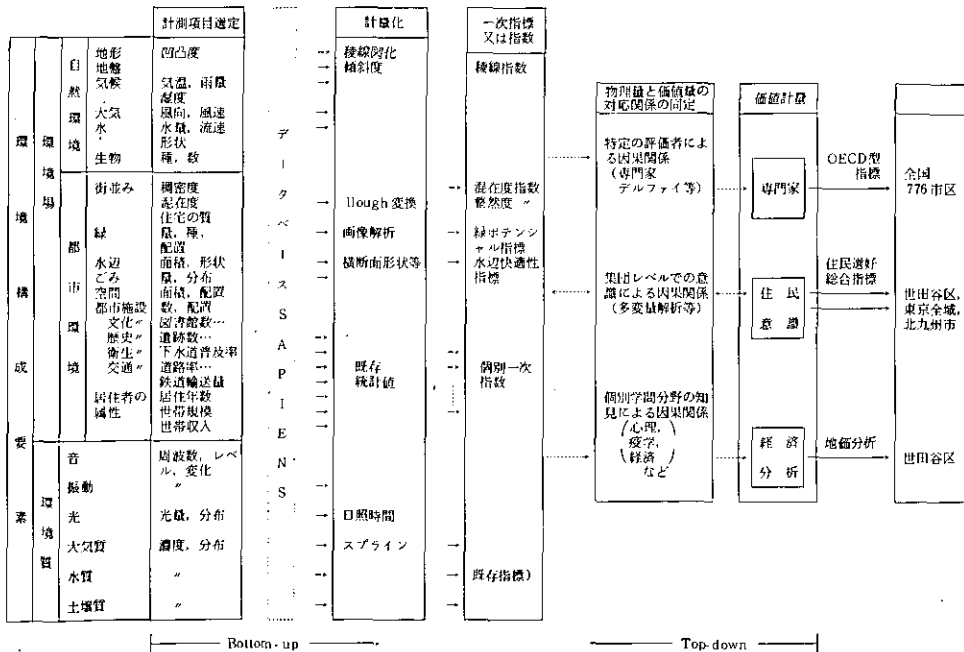 計測項目選定
計量化
一次指標
又は指数
環境構成要素
環境場
自然環境
地形 凹凸度
地盤
気候 気温，雨量
湿度
大気 風向，風速
水 水量，流速
形状
生物 種，数
都市環境
街並み 稠密度
混在度
住宅の質
緑 量，種，
配置
水辺 面積，形状
ごみ 量，分布
空間 面積，配置
都市施設 数，配置
文化〃 図書館数…
歴史〃 遺跡数…
衛生〃 下水道普及率
交通〃 道路率…
鉄道輸送量
居住者の 居住年数
属性 世帯規模
世帯収入
環境質
音 周波数，レベ
ル，変化
振動 〃
光 光量，分布
大気質 濃度，分布
水質 〃
土壌質 〃
データベースSAPIENS
稜線図化
傾斜度
Hough変換
画像解析
横断面形状等
既存
統計値
日照時間
スプライン
稜線指数
混在度指数
整然度 〃
緑ポテン
シャル指標
水辺快適性
指標
個別一次
指数
既存指標）
物理量と価値量の
対応関係の同定
特定の評価者によ
る因果関係
（専門家
デルファイ等）
集団レベルでの意
識による因果関係
（多変量解析等）
個別学問分野の知
見による因果関係
（心理，
疫学，
経済
など
価値計量
専門家
住民
意識
経済
分析
OECD型
指標
住民選好
総合指標
地価分析
全国
776市区
世田谷区，
東京全域，
北九州市
世田谷区
Bottom-up
Top-down